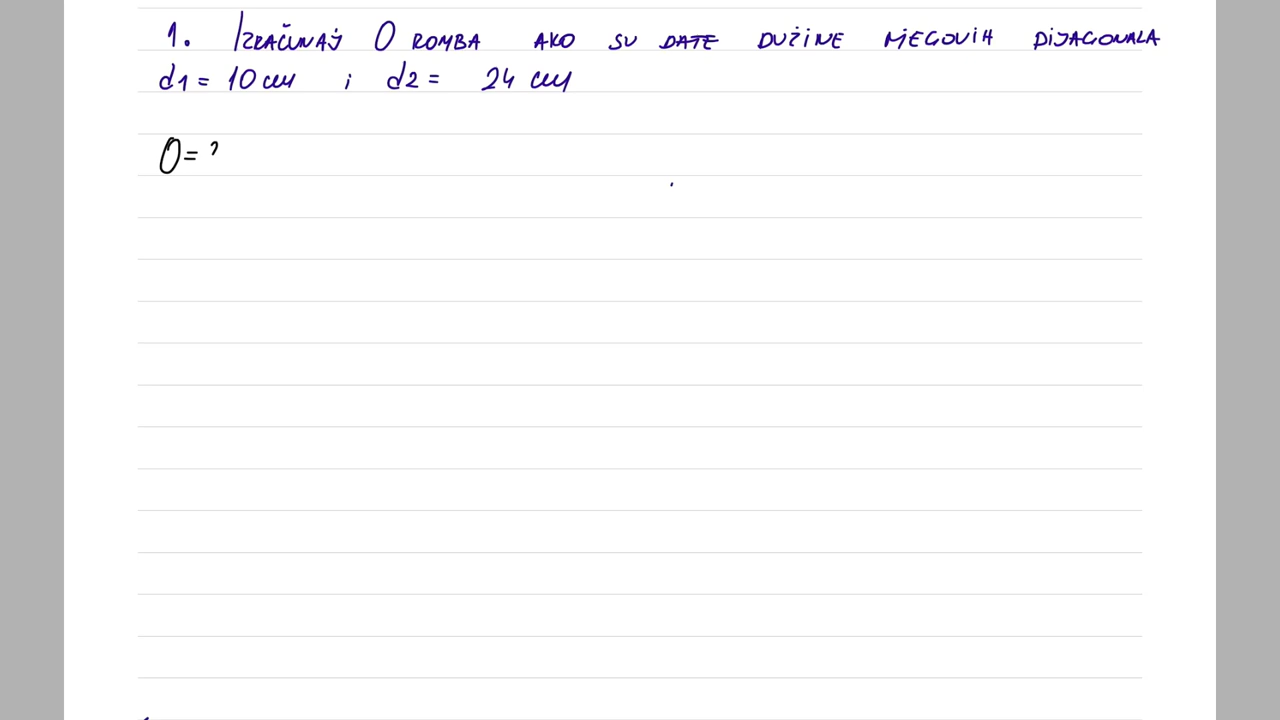 1. IZRAČUNAJ O ROMBA AKO SU DATE DUŽINE NJEGOVIH DIJAGONALA
d1 = 10 cm i d2 = 24 cm
O = ?